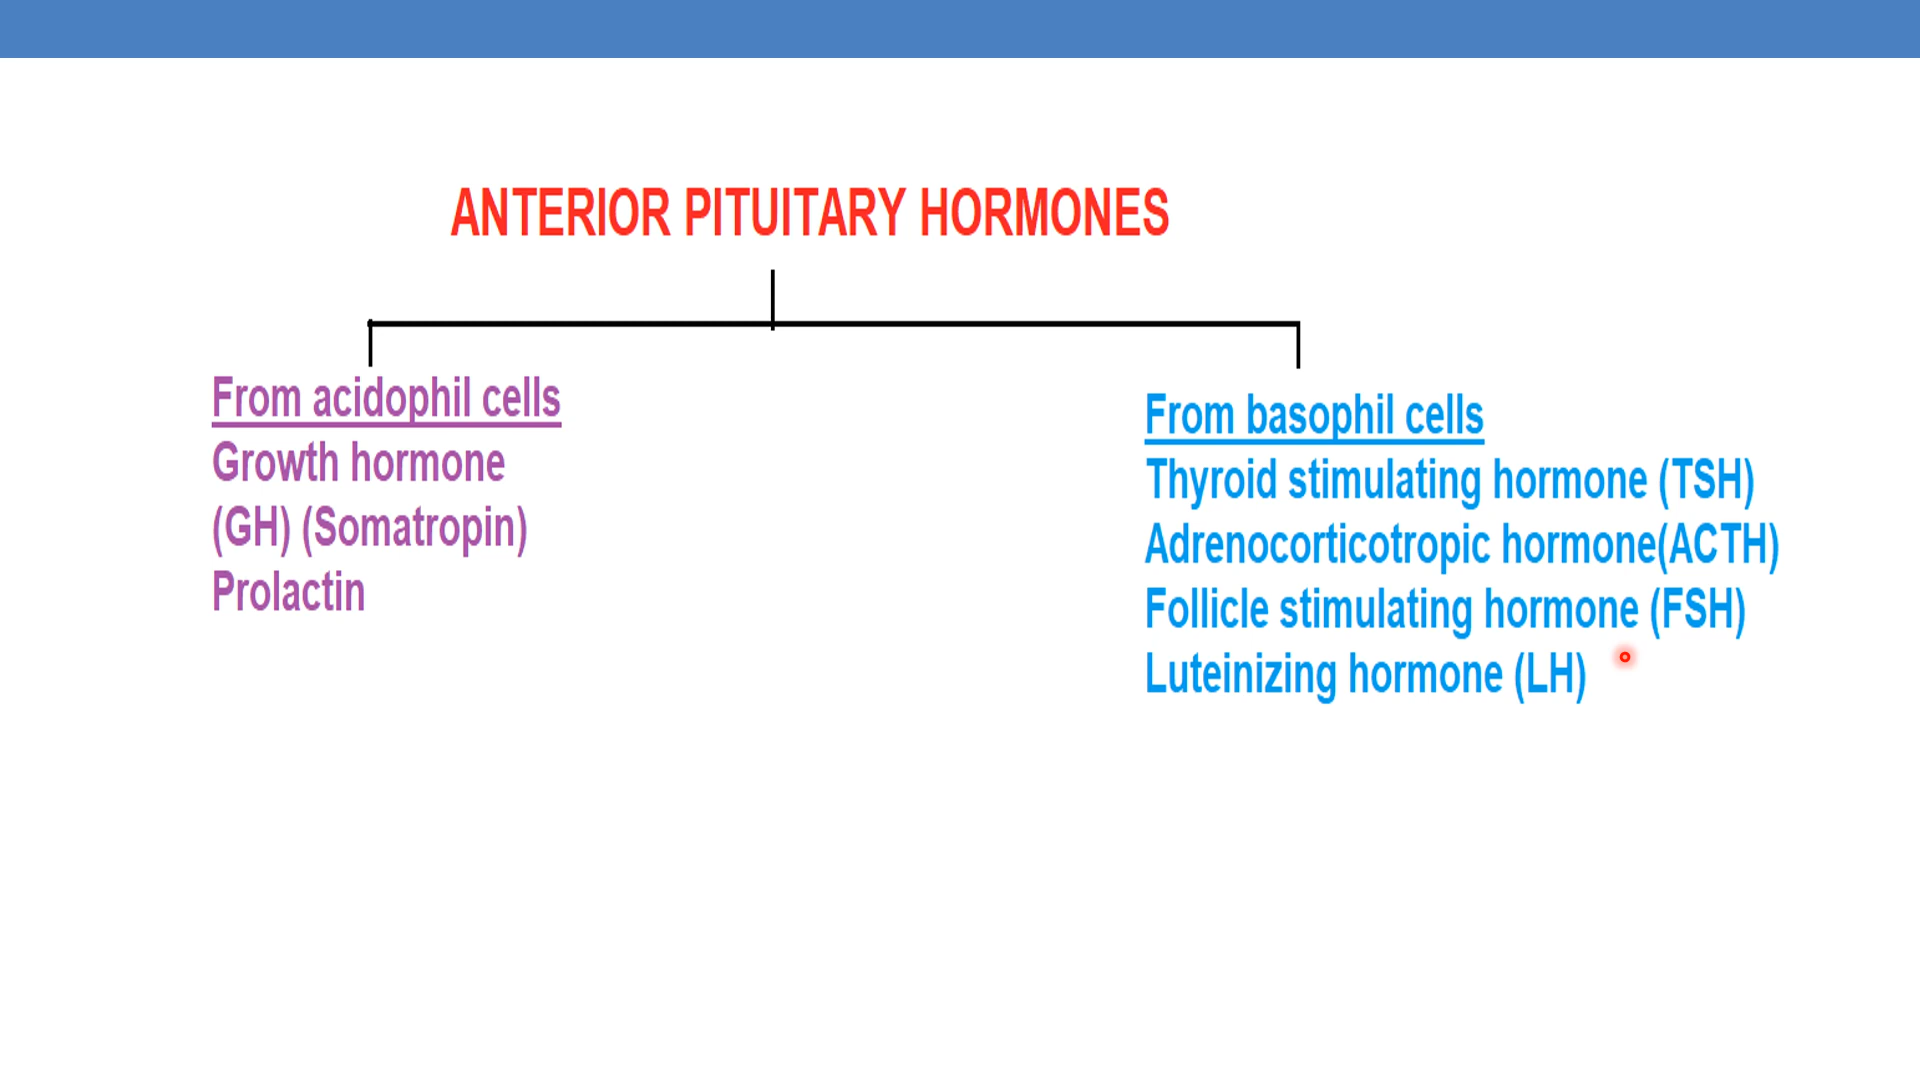 ANTERIOR PITUITARY HORMONES
From acidophil cells
Growth hormone
(GH) (Somatropin)
Prolactin
From basophil cells
Thyroid stimulating hormone (TSH)
Adrenocorticotropic hormone(ACTH)
Follicle stimulating hormone (FSH)
Luteinizing hormone (LH)